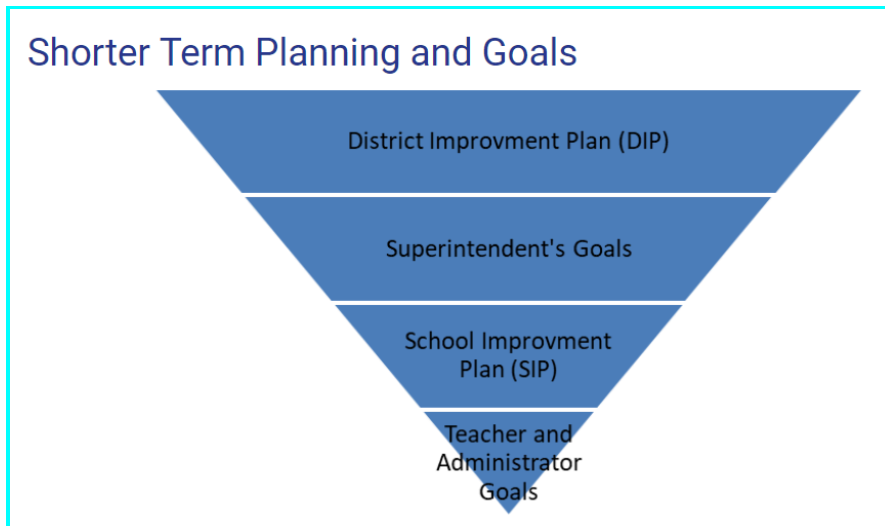 Shorter Term Planning and Goals
District Improvment Plan (DIP)
Superintendent's Goals
School Improvment
Plan (SIP)
Teacher and
Administrator
Goals